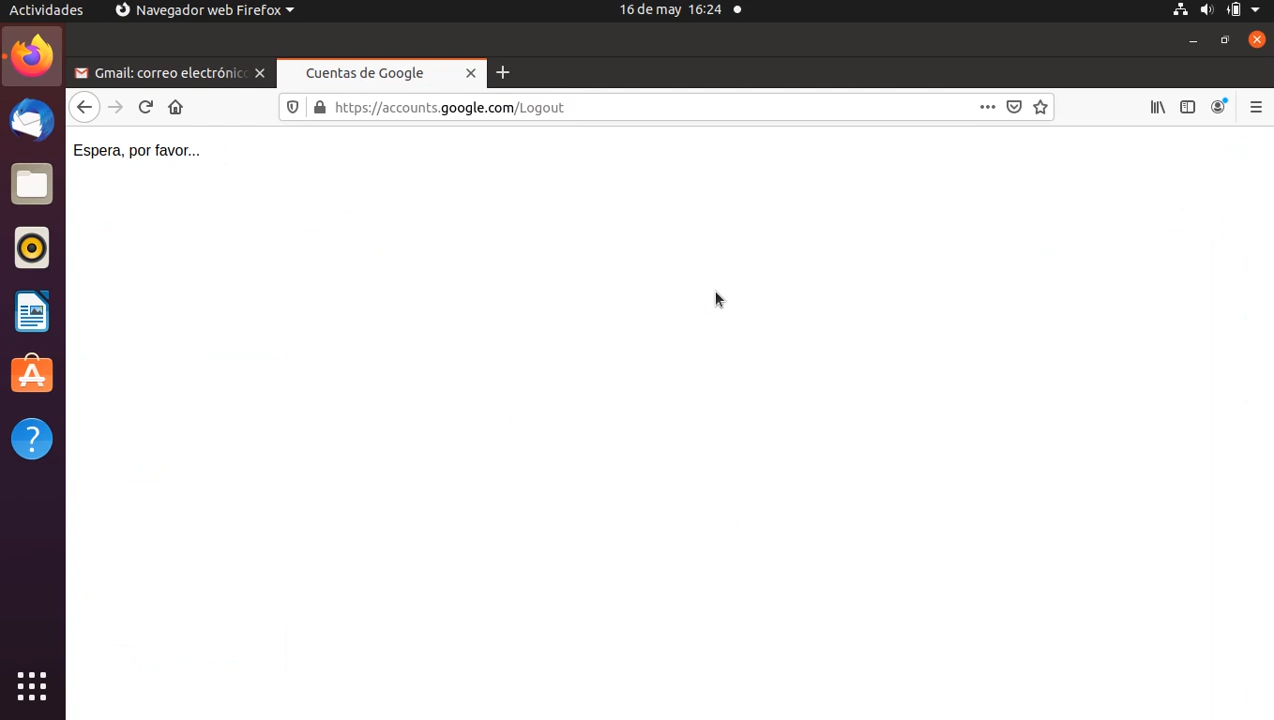 Actividades
Navegador web Firefox
16 de may 16:24
Gmail: correo electrónico
Cuentas de Google
https://accounts.google.com/Logout
Espera, por favor...